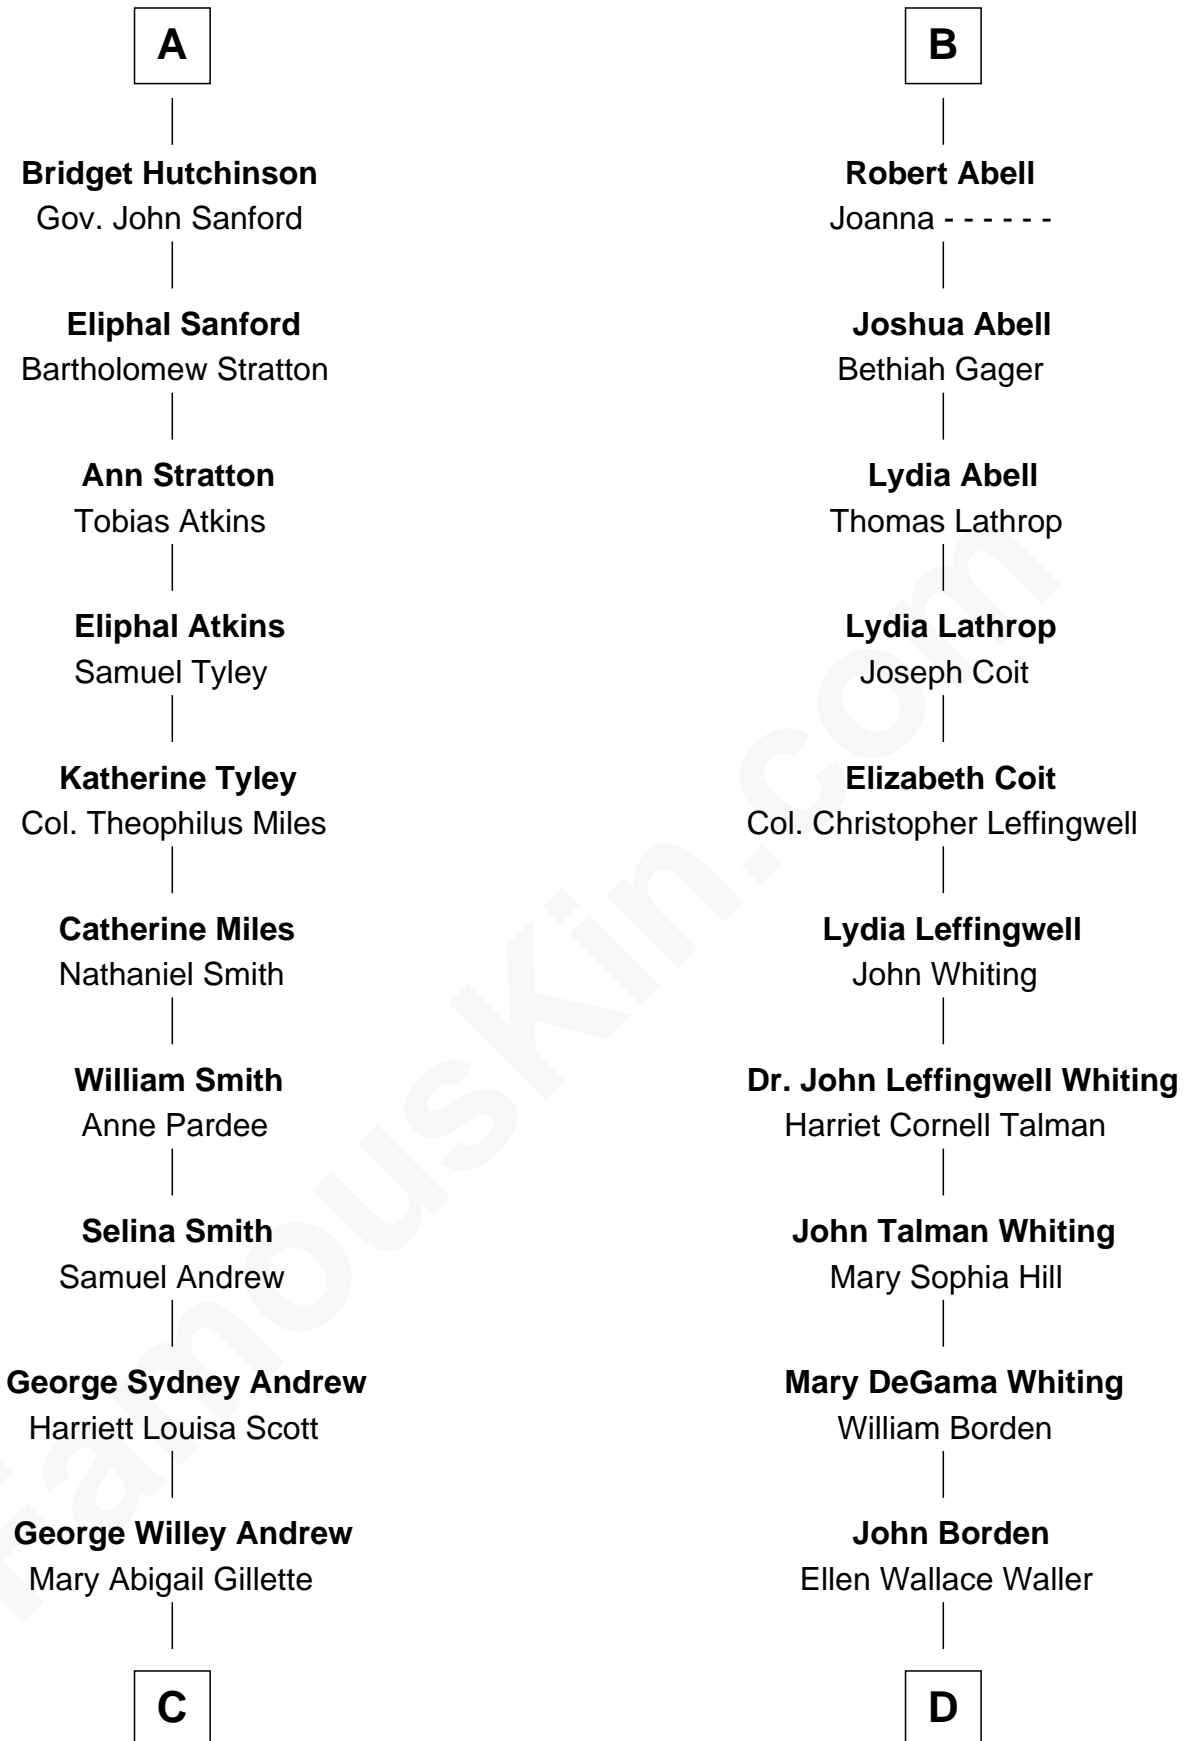 A
Bridget Hutchinson
Gov. John Sanford
Eliphal Sanford
Bartholomew Stratton
Ann Stratton
Tobias Atkins
Eliphal Atkins
Samuel Tyley
Katherine Tyley
Col. Theophilus Miles
Catherine Miles
Nathaniel Smith
William Smith
Anne Pardee
Selina Smith
Samuel Andrew
George Sydney Andrew
Harriett Louisa Scott
George Willey Andrew
Mary Abigail Gillette
C
B
Robert Abell
Joanna - - - - - -
Joshua Abell
Bethiah Gager
Lydia Abell
Thomas Lathrop
Lydia Lathrop
Joseph Coit
Elizabeth Coit
Col. Christopher Leffingwell
Lydia Leffingwell
John Whiting
Dr. John Leffingwell Whiting
Harriet Cornell Talman
John Talman Whiting
Mary Sophia Hill
Mary DeGama Whiting
William Borden
John Borden
Ellen Wallace Waller
D
FamousKin.com